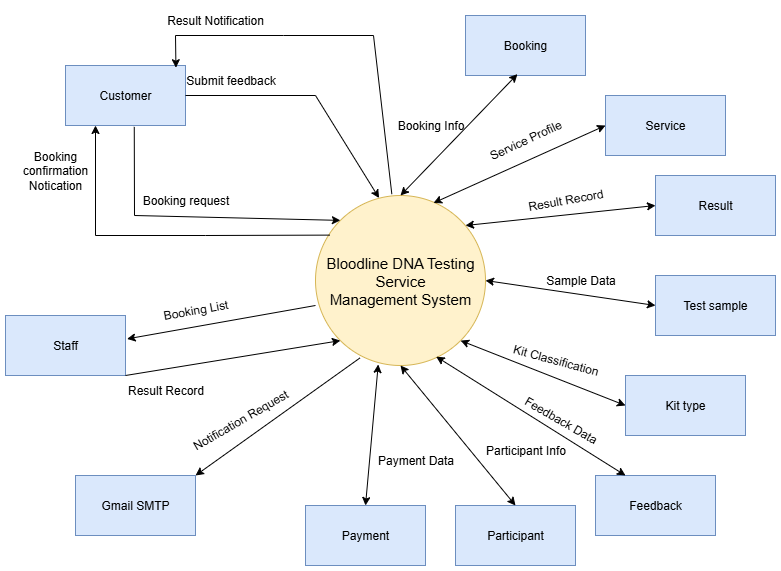 Result Notification
Booking
Submit feedback
Customer
Booking Info
Service Profile
Service
Booking
confirmation
Notication
Booking request
Result Record
Result
Bloodline DNA Testing
Service
Management System
Sample Data
Test sample
Booking List
Staff
Result Record
Kit Classification
Kit type
Notification Request
Feedback Data
Payment Data
Participant Info
Gmail SMTP
Feedback
Payment
Participant